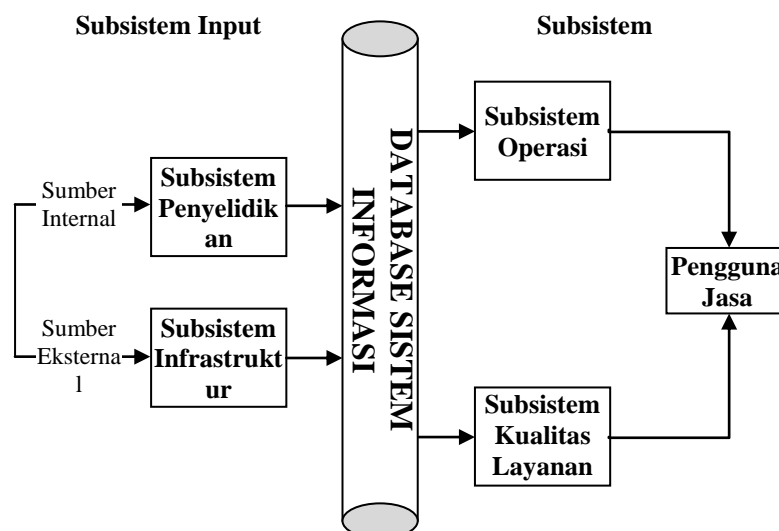 Subsistem Input
Subsistem
Sumber
Internal
Subsistem
Penyelidik
an
Sumber
Eksterna
l
Subsistem
Infrastrukt
ur
DATABASE SISTEM
INFORMASI
Subsistem
Operasi
Subsistem
Kualitas
Layanan
Pengguna
Jasa